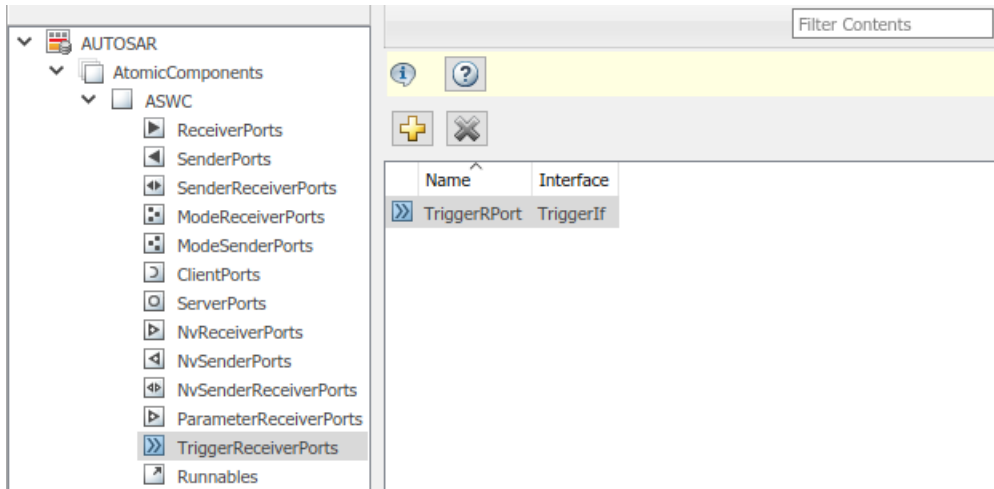 Filter Contents
AUTOSAR
AtomicComponents
ASWC
ReceiverPorts
SenderPorts
SenderReceiverPorts
ModeReceiverPorts
ModeSenderPorts
ClientPorts
ServerPorts
NvReceiverPorts
NvSenderPorts
NvSenderReceiverPorts
ParameterReceiverPorts
TriggerReceiverPorts
Runnables
Name Interface
TriggerRPort TriggerIf